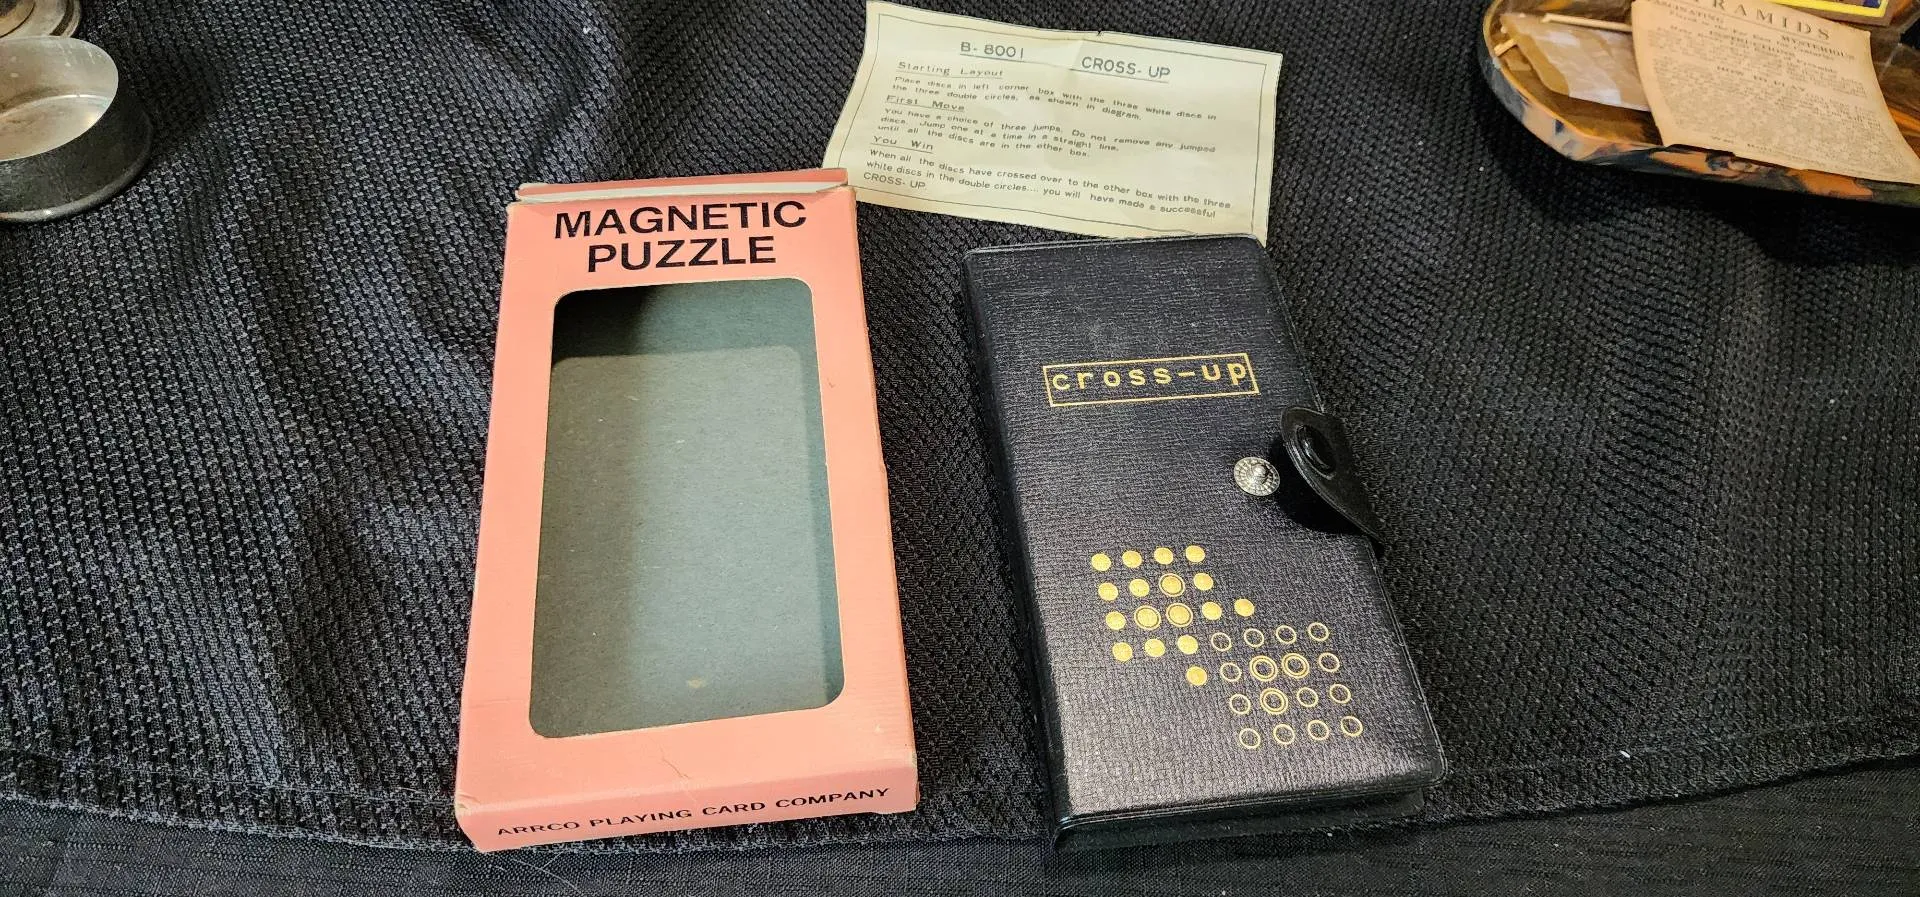 B-8001 CROSS-UP
Starting Layout
Place discs in left corner box with the three white discs in
the three double circles, as shown in diagram.
First Move
You have a choice of three jumps. Do not remove any jumped
discs. Jump one at a time in a straight line.
until all the discs are in the other box.
You Win
When all the discs have crossed over to the other box with the three
white discs in the double circles.... you will have made a successful
CROSS-UP
MAGNETIC
PUZZLE
ARRCO PLAYING CARD COMPANY
cross-up
RAMIDS
FASCINATING
MYSTERIOUS
INSTRUCTIONS